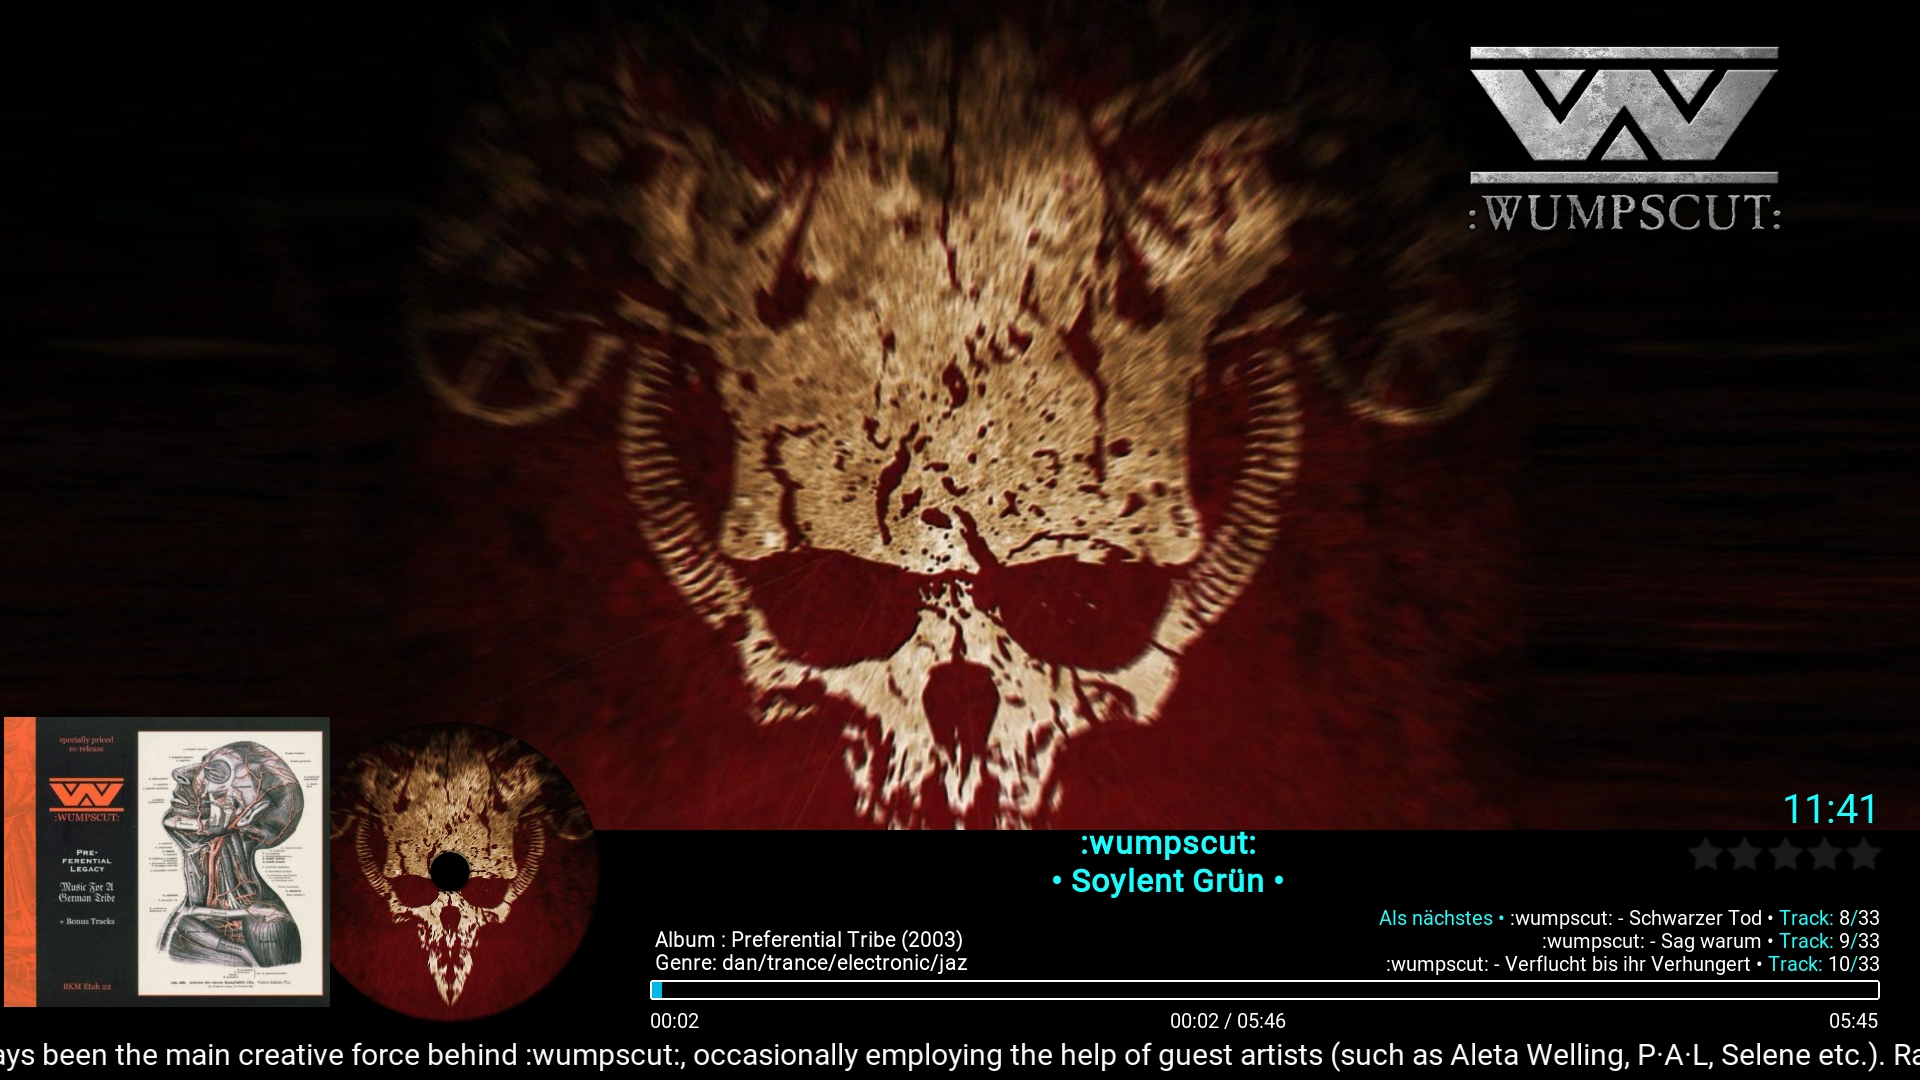 :WUMPSCUT:
specially priced
re-release
:WUMPSCUT:
PRE-
FERENTIAL
LEGACY
Music For A
German Tribe
+ Bonus Tracks
BKM Etah 22
11:41
:wumpscut:
• Soylent Grün •
Als nächstes • :wumpscut: - Schwarzer Tod • Track: 8/33
:wumpscut: - Sag warum • Track: 9/33
:wumpscut: - Verflucht bis ihr Verhungert • Track: 10/33
Album : Preferential Tribe (2003)
Genre: dan/trance/electronic/jaz
00:02
00:02 / 05:46
05:45
ays been the main creative force behind :wumpscut:, occasionally employing the help of guest artists (such as Aleta Welling, P·A·L, Selene etc.). Ra